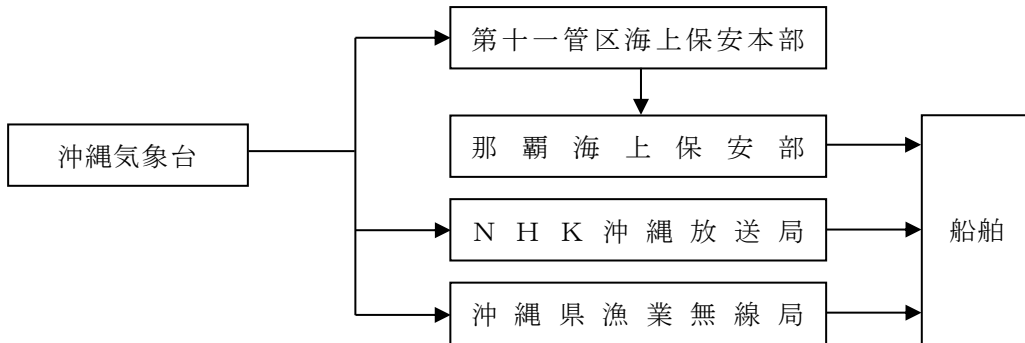 第十一管区海上保安本部
那覇海上保安部
沖縄気象台
NHK沖縄放送局
船舶
沖縄県漁業無線局